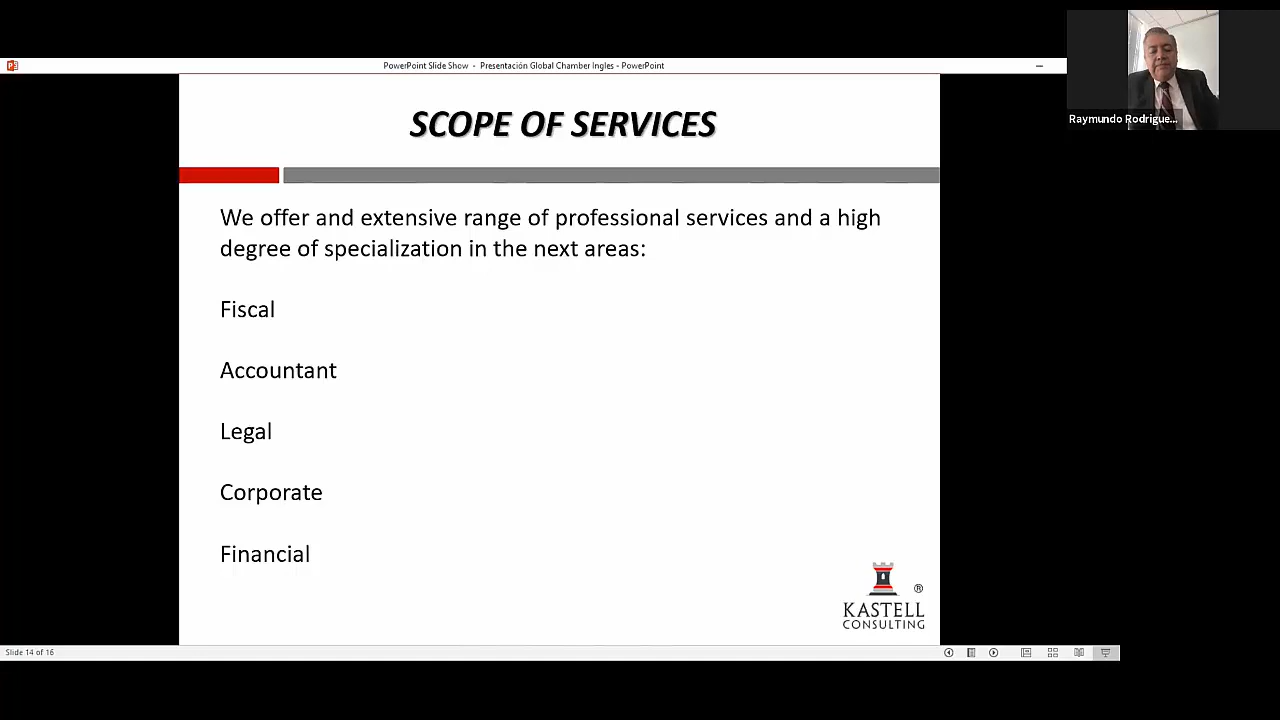 PowerPoint Slide Show - Presentación Global Chamber Ingles - PowerPoint
Raymundo Rodrigue...
SCOPE OF SERVICES
We offer and extensive range of professional services and a high
degree of specialization in the next areas:
Fiscal
Accountant
Legal
Corporate
Financial
®
KASTELL
CONSULTING
Slide 14 of 16